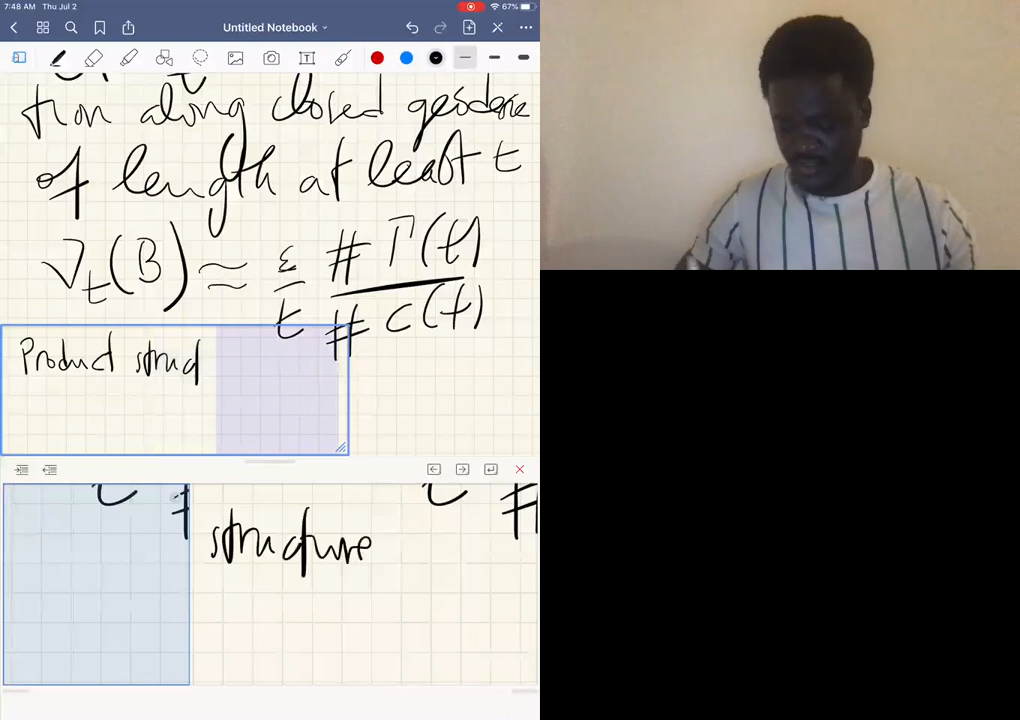 7:48 AM Thu Jul 2
67%
Untitled Notebook
tion along closed geodesic
of length at least t
ν_t(B) ≈ ε/t #Γ(t)/#C(t)
Product struct
structure